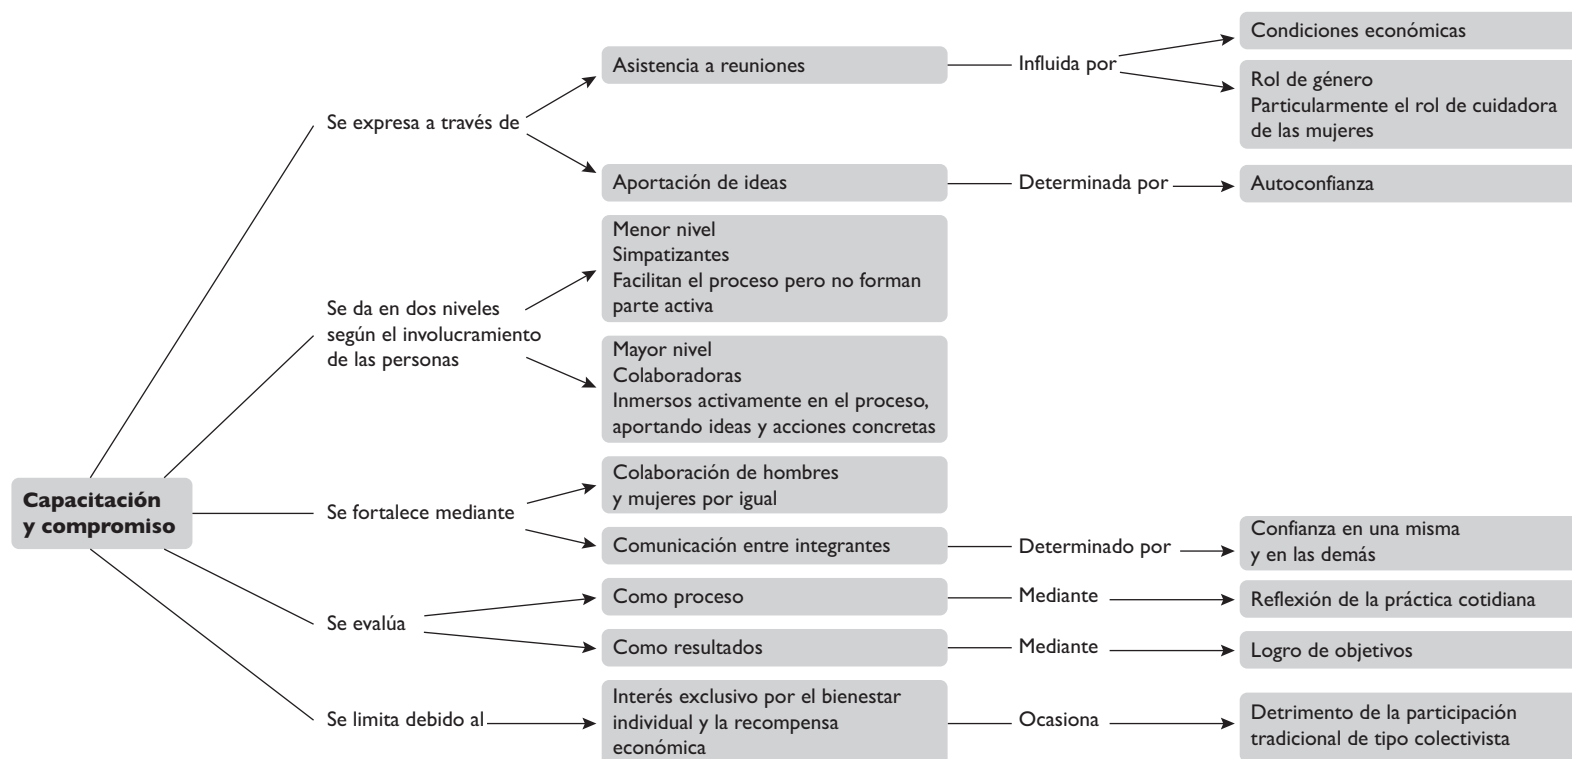 Capacitación
y compromiso
Se expresa a través de
Asistencia a reuniones
Influida por
Condiciones económicas
Rol de género
Particularmente el rol de cuidadora
de las mujeres
Aportación de ideas
Determinada por
Autoconfianza
Se da en dos niveles
según el involucramiento
de las personas
Menor nivel
Simpatizantes
Facilitan el proceso pero no forman
parte activa
Mayor nivel
Colaboradoras
Inmersos activamente en el proceso,
aportando ideas y acciones concretas
Se fortalece mediante
Colaboración de hombres
y mujeres por igual
Comunicación entre integrantes
Determinado por
Confianza en una misma
y en las demás
Se evalúa
Como proceso
Mediante
Reflexión de la práctica cotidiana
Como resultados
Mediante
Logro de objetivos
Se limita debido al
Interés exclusivo por el bienestar
individual y la recompensa
económica
Ocasiona
Detrimento de la participación
tradicional de tipo colectivista